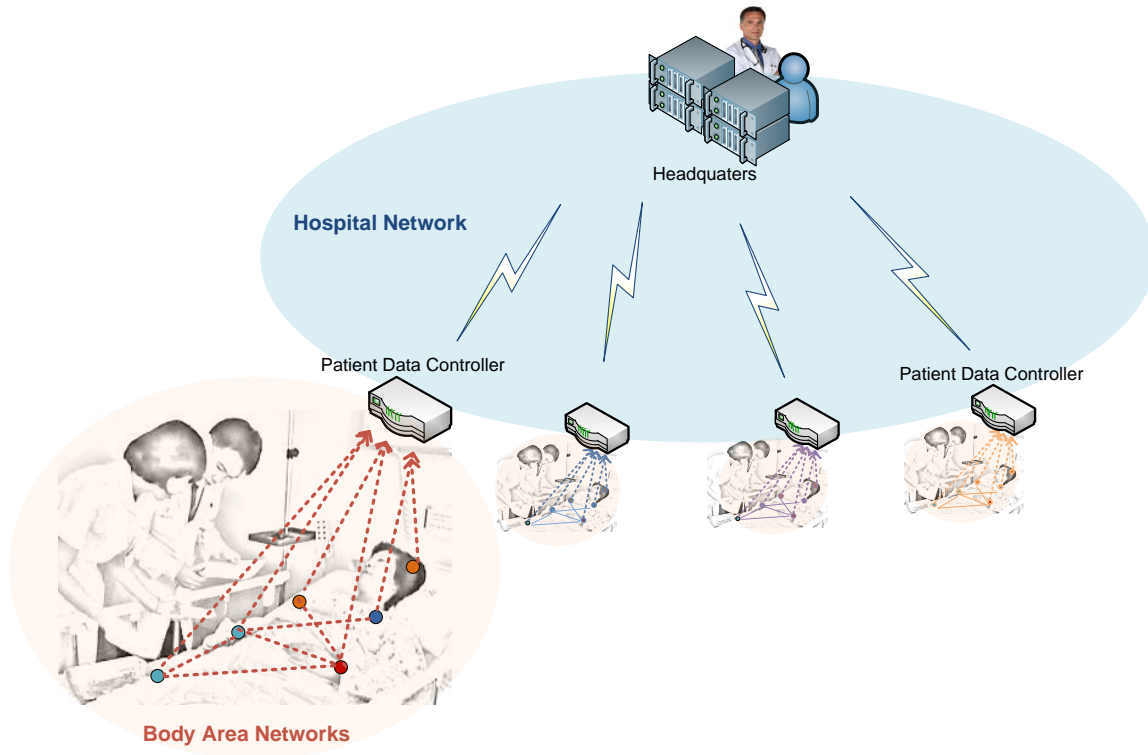 Headquaters
Hospital Network
Patient Data Controller
Patient Data Controller
Body Area Networks